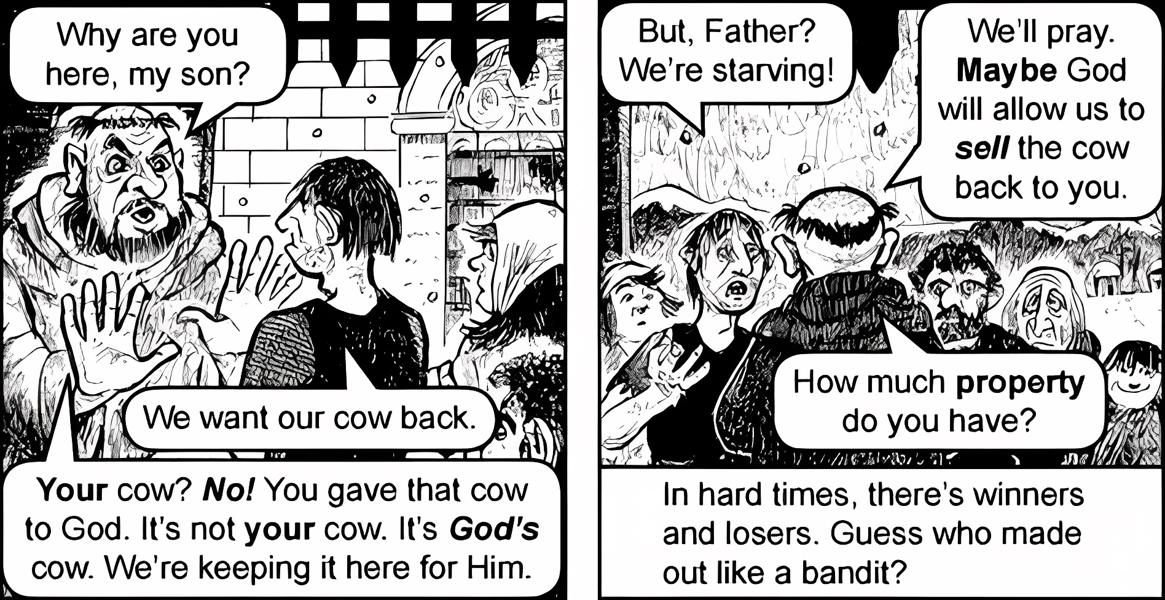 Why are you
here, my son?
We want our cow back.
Your cow? No! You gave that cow
to God. It's not your cow. It's God's
cow. We're keeping it here for Him.
But, Father?
We're starving!
We'll pray.
Maybe God
will allow us to
sell the cow
back to you.
How much property
do you have?
In hard times, there's winners
and losers. Guess who made
out like a bandit?